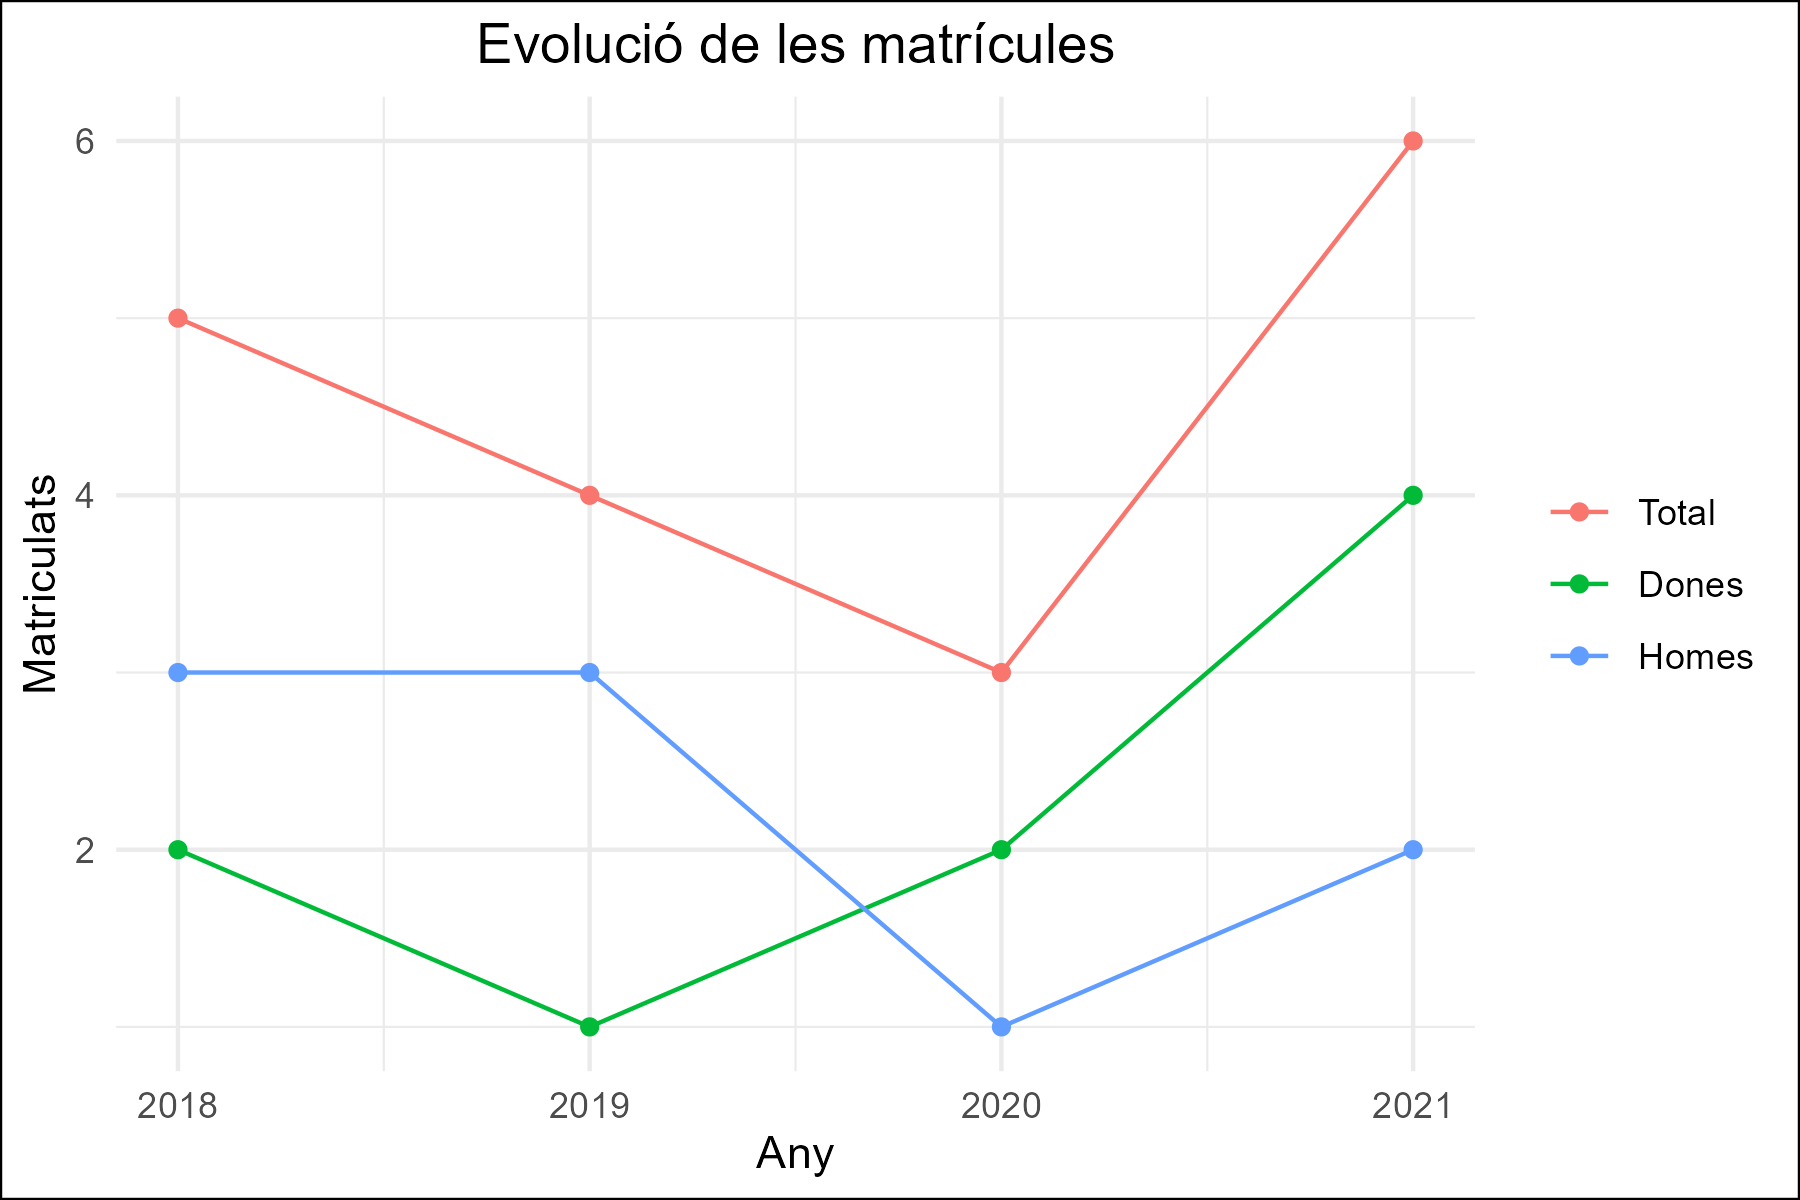 Evolució de les matrícules
6
4
2
Matriculats
2018 2019 2020 2021
Any
Total
Dones
Homes